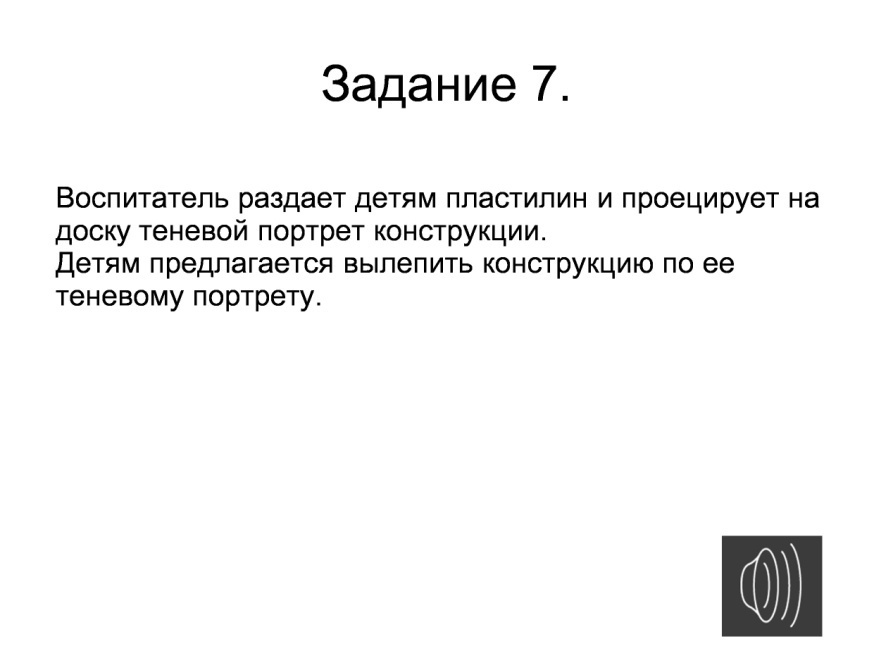 Задание 7.
Воспитатель раздает детям пластилин и проецирует на
доску теневой портрет конструкции.
Детям предлагается вылепить конструкцию по ее
теневому портрету.